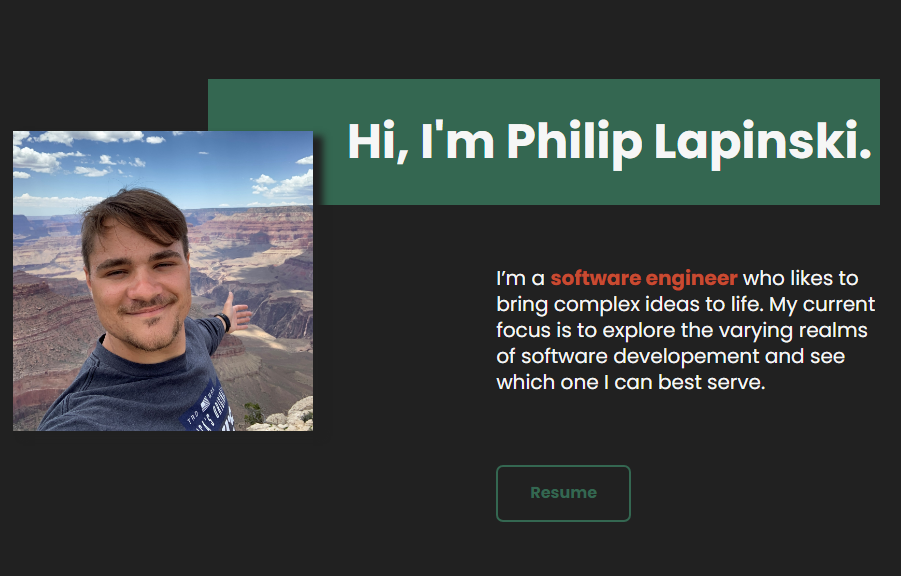 Hi, I'm Philip Lapinski.
I’m a software engineer who likes to
bring complex ideas to life. My current
focus is to explore the varying realms
of software developement and see
which one I can best serve.
Resume